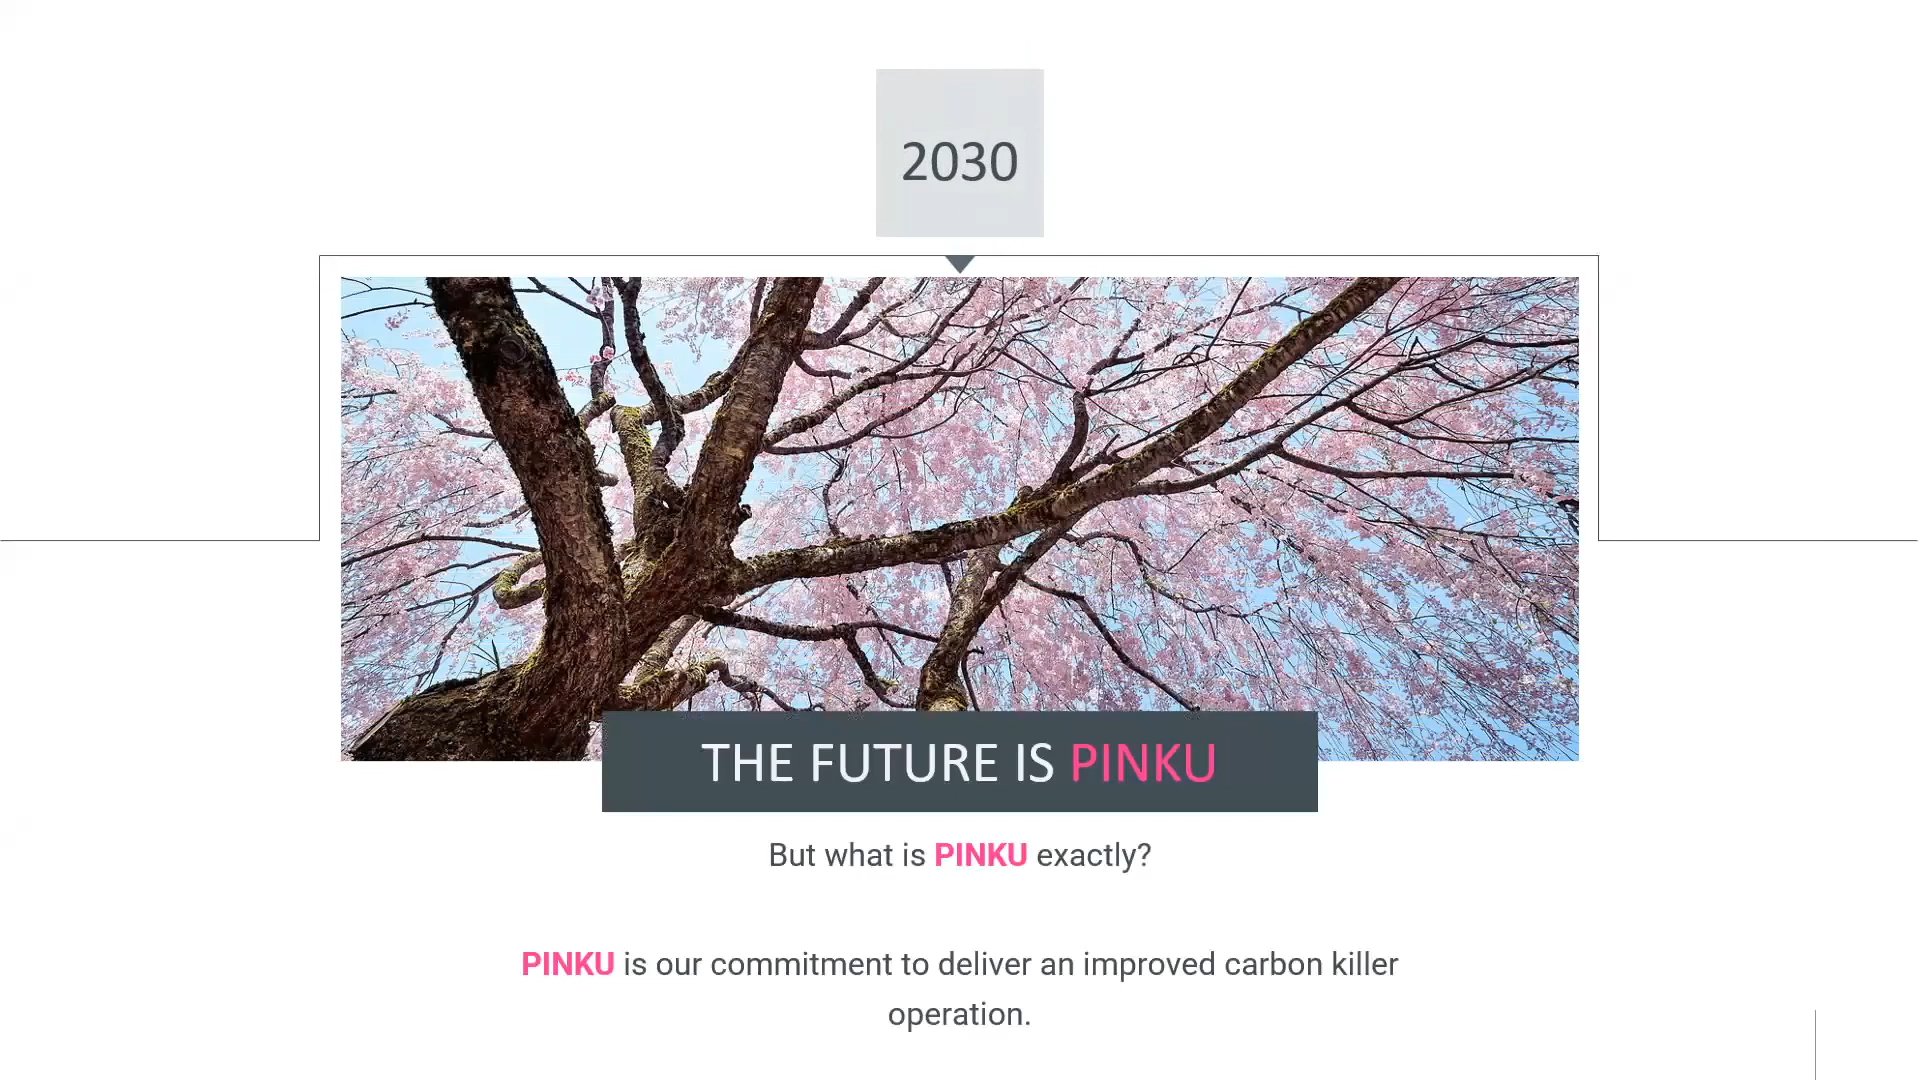 2030
THE FUTURE IS PINKU
But what is PINKU exactly?
PINKU is our commitment to deliver an improved carbon killer
operation.